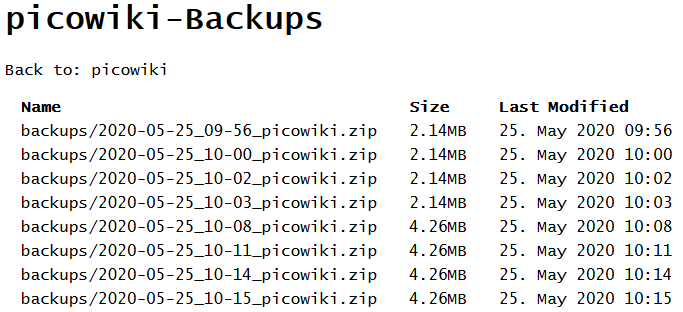 picowiki-Backups
Back to: picowiki
Name Size Last Modified
backups/2020-05-25_09-56_picowiki.zip 2.14MB 25. May 2020 09:56
backups/2020-05-25_10-00_picowiki.zip 2.14MB 25. May 2020 10:00
backups/2020-05-25_10-02_picowiki.zip 2.14MB 25. May 2020 10:02
backups/2020-05-25_10-03_picowiki.zip 2.14MB 25. May 2020 10:03
backups/2020-05-25_10-08_picowiki.zip 4.26MB 25. May 2020 10:08
backups/2020-05-25_10-11_picowiki.zip 4.26MB 25. May 2020 10:11
backups/2020-05-25_10-14_picowiki.zip 4.26MB 25. May 2020 10:14
backups/2020-05-25_10-15_picowiki.zip 4.26MB 25. May 2020 10:15